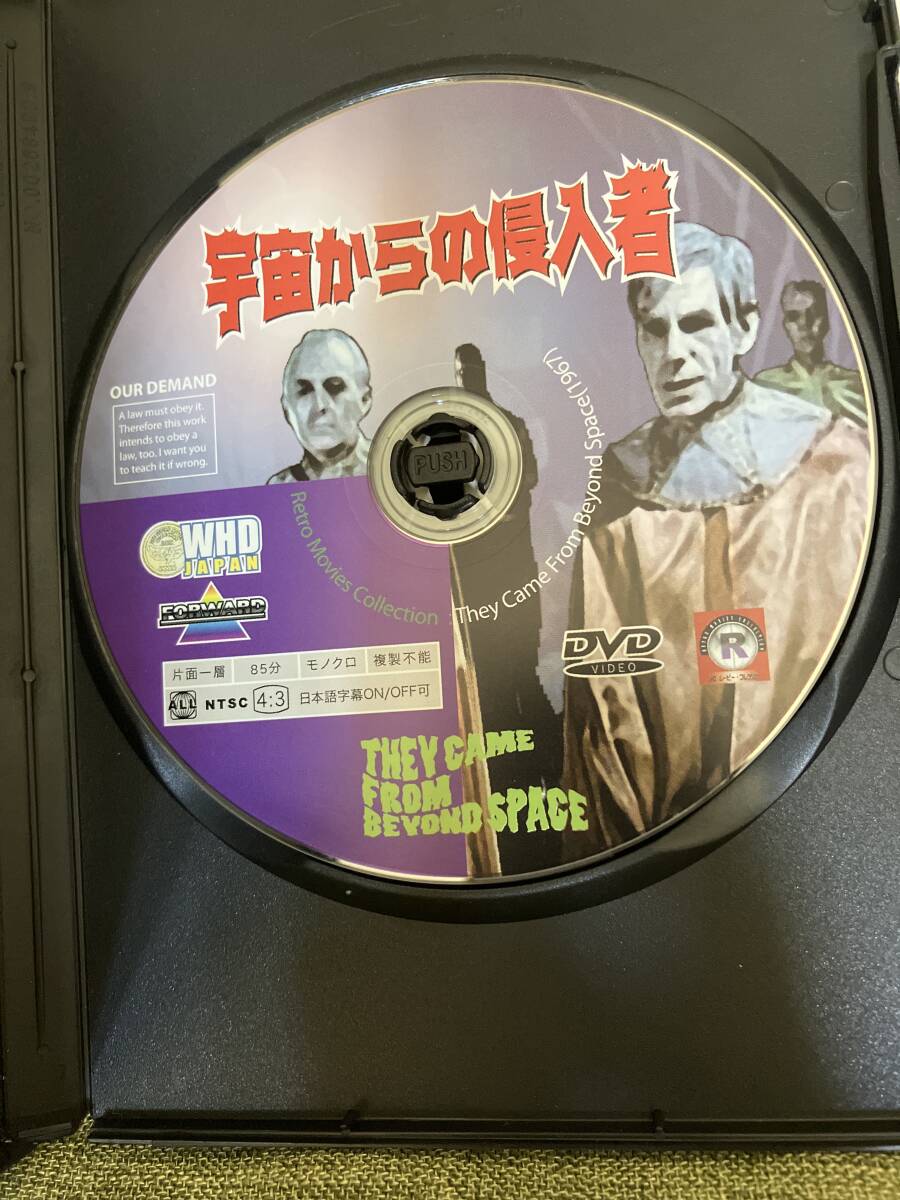 宇宙からの侵入者
OUR DEMAND
A law must obey it.
Therefore this work
intends to obey a
law, too. I want you
to teach it if wrong.
PUSH
Retro Movies Collection : They Came From Beyond Space(1967)
WHD
JAPAN
FORWARD
片面一層 85分 モノクロ 複製不能
ALL NTSC 4:3 日本語字幕ON/OFF可
DVD
VIDEO
R
THEY CAME
FROM
BEYOND SPACE